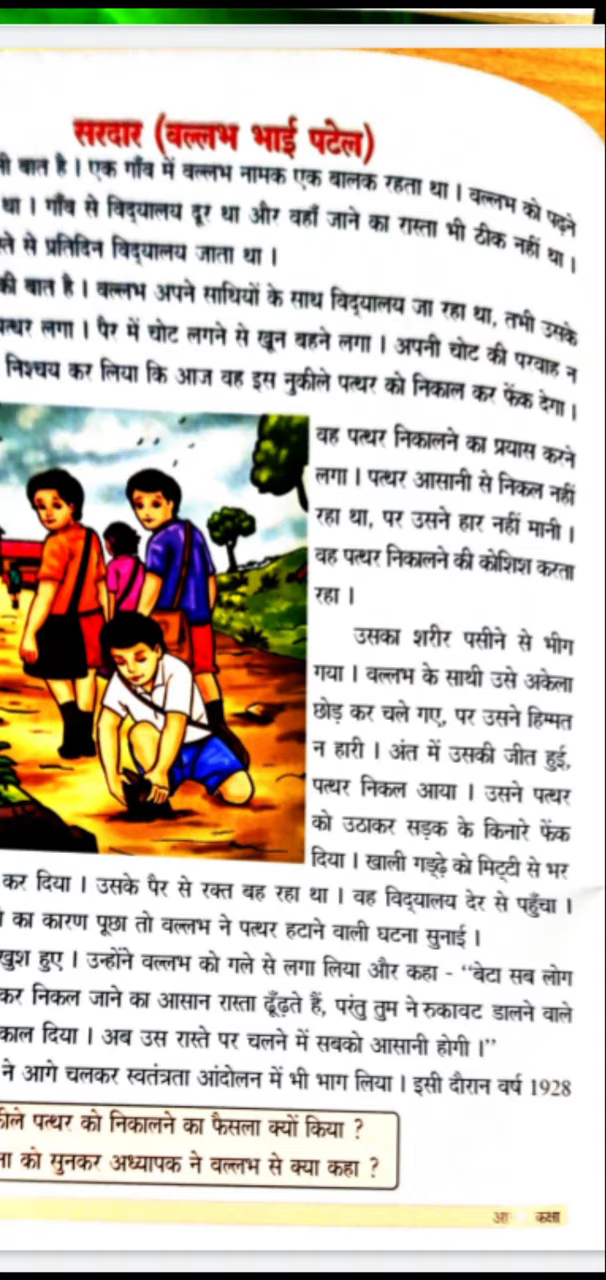 सरदार (वल्लभ भाई पटेल)
बात है । एक गाँव में वल्लभ नामक एक बालक रहता था । वल्लभ को पढ़ने
था । गाँव से विद्यालय दूर था और वहाँ जाने का रास्ता भी ठीक नहीं था ।
से प्रतिदिन विद्यालय जाता था ।
की बात है । वल्लभ अपने साथियों के साथ विद्यालय जा रहा था, तभी उसके
लगा । पैर में चोट लगने से खून बहने लगा । अपनी चोट की परवाह न
निश्चय कर लिया कि आज वह इस नुकीले पत्थर को निकाल कर फेंक देगा ।
वह पत्थर निकालने का प्रयास करने
लगा । पत्थर आसानी से निकल नहीं
रहा था, पर उसने हार नहीं मानी ।
वह पत्थर निकालने की कोशिश करता
रहा ।
उसका शरीर पसीने से भीग
गया । वल्लभ के साथी उसे अकेला
छोड़ कर चले गए, पर उसने हिम्मत
न हारी । अंत में उसकी जीत हुई,
पत्थर निकल आया । उसने पत्थर
को उठाकर सड़क के किनारे फेंक
दिया । खाली गड्ढ़े को मिट्टी से भर
कर दिया । उसके पैर से रक्त बह रहा था । वह विद्यालय देर से पहुँचा ।
का कारण पूछा तो वल्लभ ने पत्थर हटाने वाली घटना सुनाई ।
खुश हुए । उन्होंने वल्लभ को गले से लगा लिया और कहा - “बेटा सब लोग
कर निकल जाने का आसान रास्ता ढूँढ़ते हैं, परंतु तुम ने रुकावट डालने वाले
दिया । अब उस रास्ते पर चलने में सबको आसानी होगी ।”
ने आगे चलकर स्वतंत्रता आंदोलन में भी भाग लिया । इसी दौरान वर्ष 1928
पत्थर को निकालने का फैसला क्यों किया ?
को सुनकर अध्यापक ने वल्लभ से क्या कहा ?
कक्षा